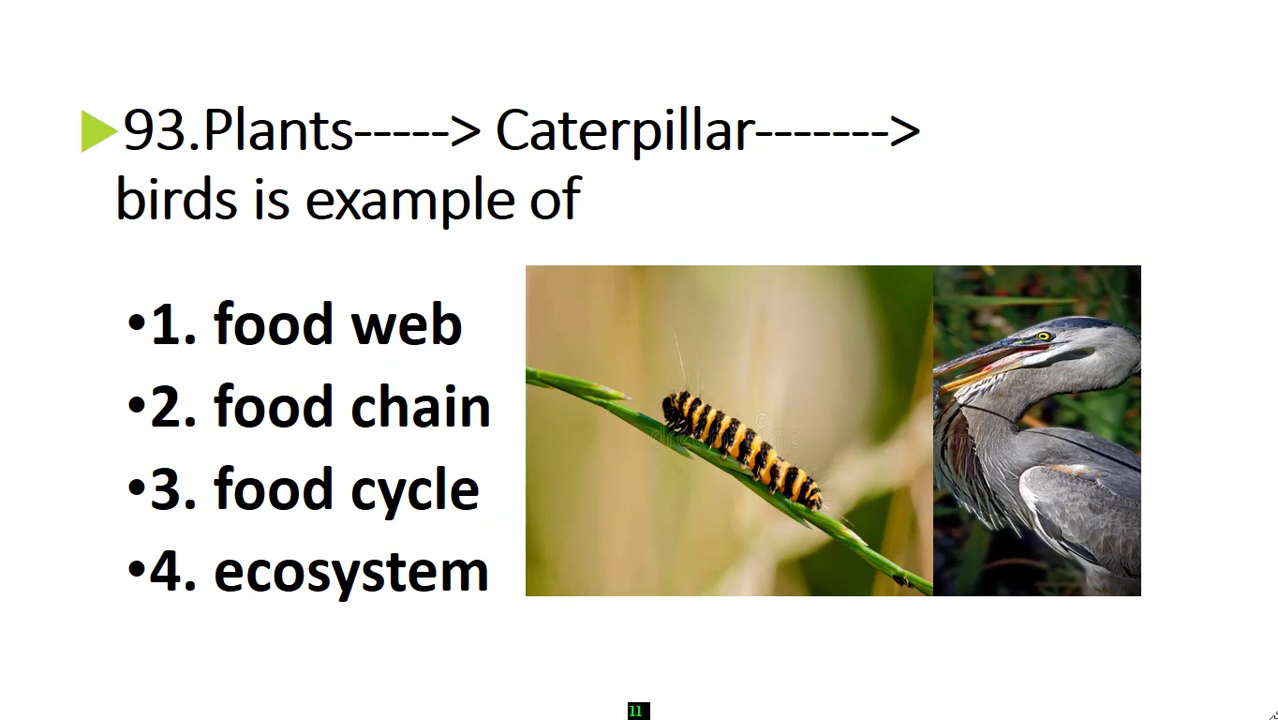 93.Plants-----> Caterpillar------->
birds is example of
•1. food web
•2. food chain
•3. food cycle
•4. ecosystem
11